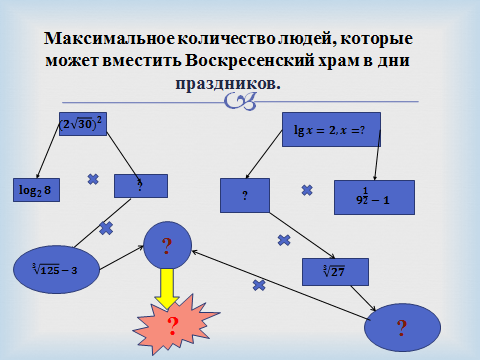 Максимальное количество людей, которые
может вместить Воскресенский храм в дни
праздников.
(2√30)²
lg x = 2, x =?
log₂ 8
?
?
9^(1/2) − 1
?
∛125 − 3
∛27
?
?